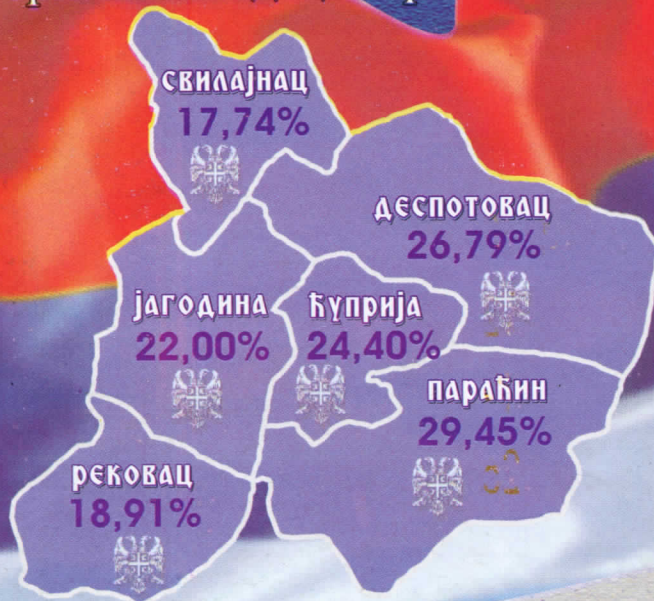 СВИЛАЈНАЦ
17,74%
ДЕСПОТОВАЦ
26,79%
ЈАГОДИНА
22,00%
ЋУПРИЈА
24,40%
ПАРАЋИН
29,45%
РЕКОВАЦ
18,91%